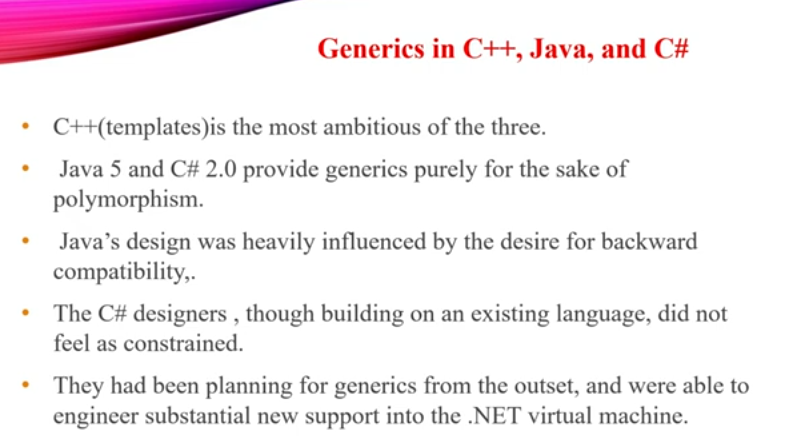 Generics in C++, Java, and C#
• C++(templates)is the most ambitious of the three.
• Java 5 and C# 2.0 provide generics purely for the sake of
polymorphism.
• Java’s design was heavily influenced by the desire for backward
compatibility,.
• The C# designers , though building on an existing language, did not
feel as constrained.
• They had been planning for generics from the outset, and were able to
engineer substantial new support into the .NET virtual machine.